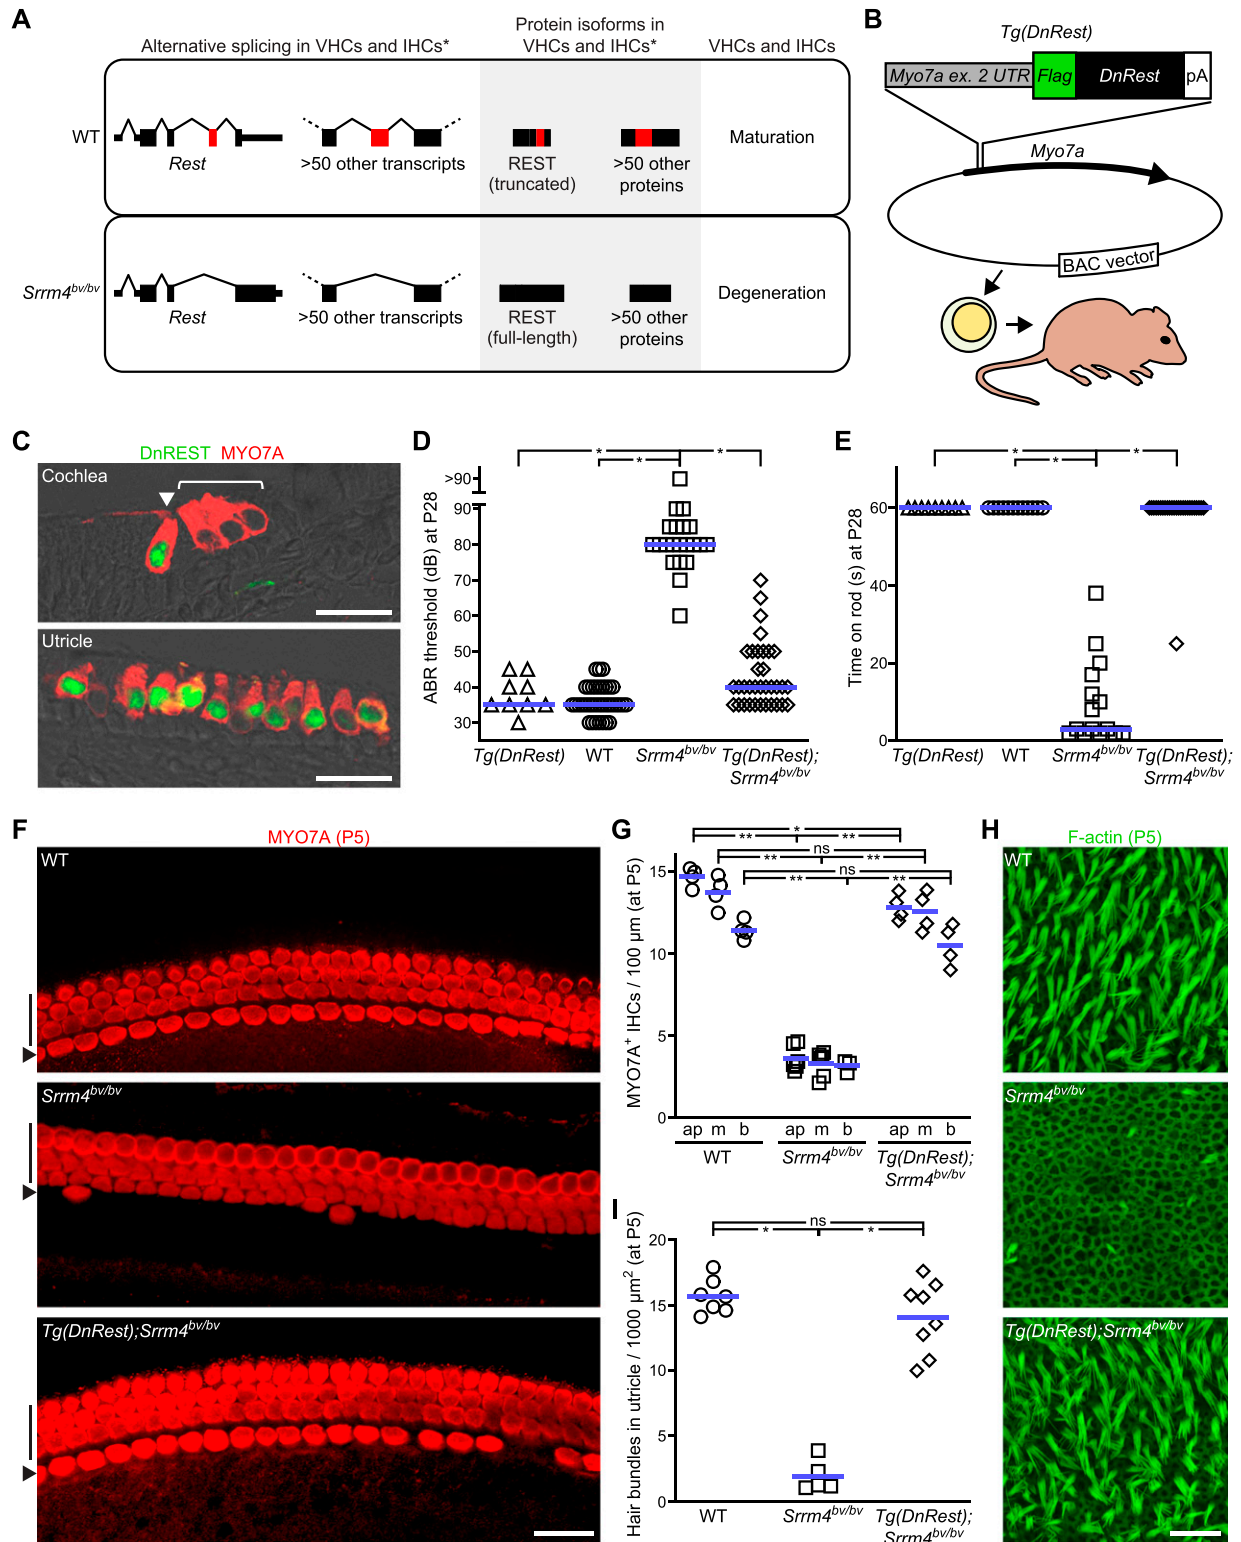 A
Alternative splicing in VHCs and IHCs*
Protein isoforms in
VHCs and IHCs*
VHCs and IHCs
WT
Rest
>50 other transcripts
REST
(truncated)
>50 other
proteins
Maturation
Srrm4bv/bv
Rest
>50 other transcripts
REST
(full-length)
>50 other
proteins
Degeneration
B
Tg(DnRest)
Myo7a ex. 2 UTR
Flag
DnRest
pA
Myo7a
BAC vector
C
DnREST MYO7A
Cochlea
Utricle
D
* * *
ABR threshold (dB) at P28
>90
90
80
70
60
50
40
30
Tg(DnRest)
WT
Srrm4bv/bv
Tg(DnRest);
Srrm4bv/bv
E
* * *
Time on rod (s) at P28
60
40
20
0
Tg(DnRest)
WT
Srrm4bv/bv
Tg(DnRest);
Srrm4bv/bv
F
MYO7A (P5)
WT
Srrm4bv/bv
Tg(DnRest);Srrm4bv/bv
G
*
** **
ns
** **
ns
** **
MYO7A+ IHCs / 100 µm (at P5)
15
10
5
0
ap m b ap m b ap m b
WT
Srrm4bv/bv
Tg(DnRest);
Srrm4bv/bv
H
F-actin (P5)
WT
Srrm4bv/bv
Tg(DnRest);Srrm4bv/bv
I
ns
* *
Hair bundles in utricle / 1000 µm2 (at P5)
20
15
10
5
0
WT
Srrm4bv/bv
Tg(DnRest);
Srrm4bv/bv